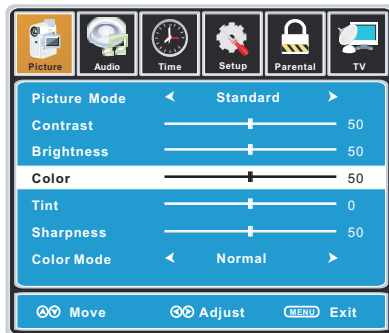 Picture Audio Time Setup Parental TV
Picture Mode Standard
Contrast 50
Brightness 50
Color 50
Tint 0
Sharpness 50
Color Mode Normal
Move Adjust MENU Exit